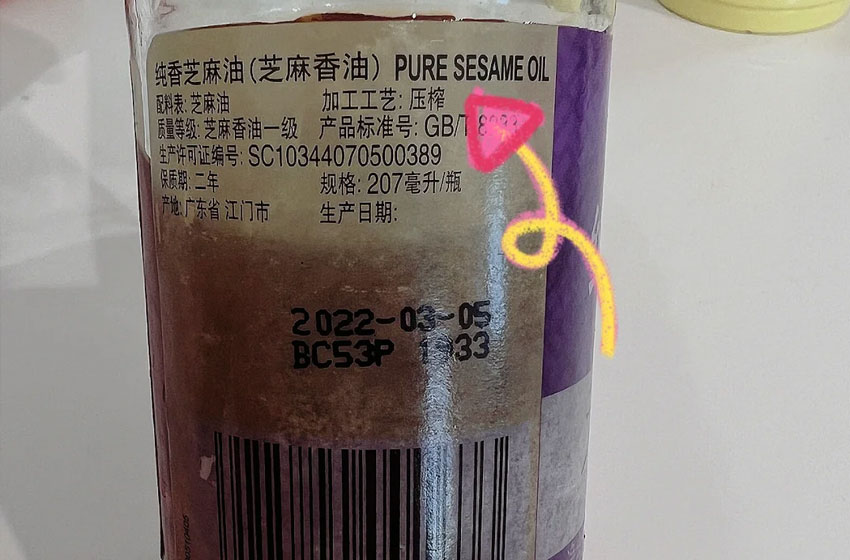 纯香芝麻油(芝麻香油) PURE SESAME OIL
配料表: 芝麻油 加工工艺: 压榨
质量等级: 芝麻香油一级 产品标准号: GB/T
生产许可证编号: SC10344070500389
保质期: 二年 规格: 207毫升/瓶
产地: 广东省 江门市 生产日期:
2022-03-05
BC53P